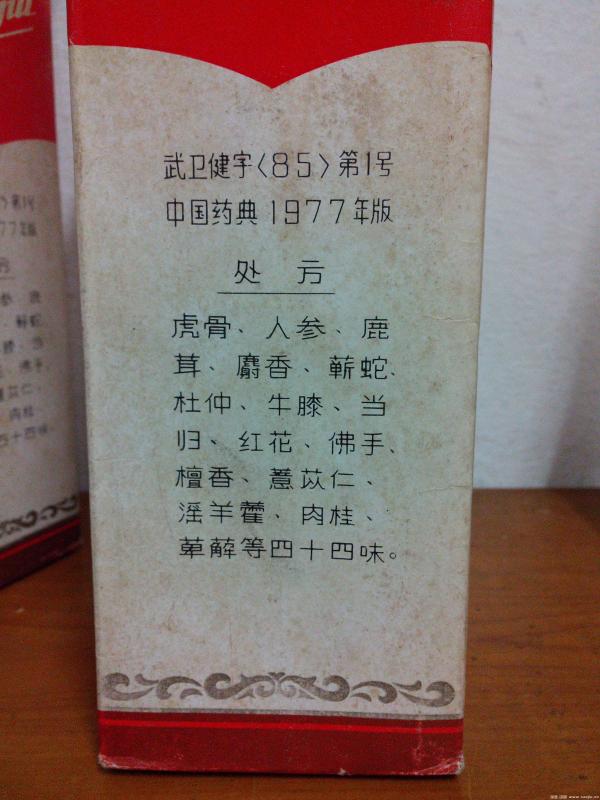 武卫健字〈85〉第1号
中国药典1977年版
处方
虎骨、人参、鹿
茸、麝香、蕲蛇、
杜仲、牛膝、当
归、红花、佛手、
檀香、薏苡仁、
淫羊藿、肉桂、
萆薢等四十四味。